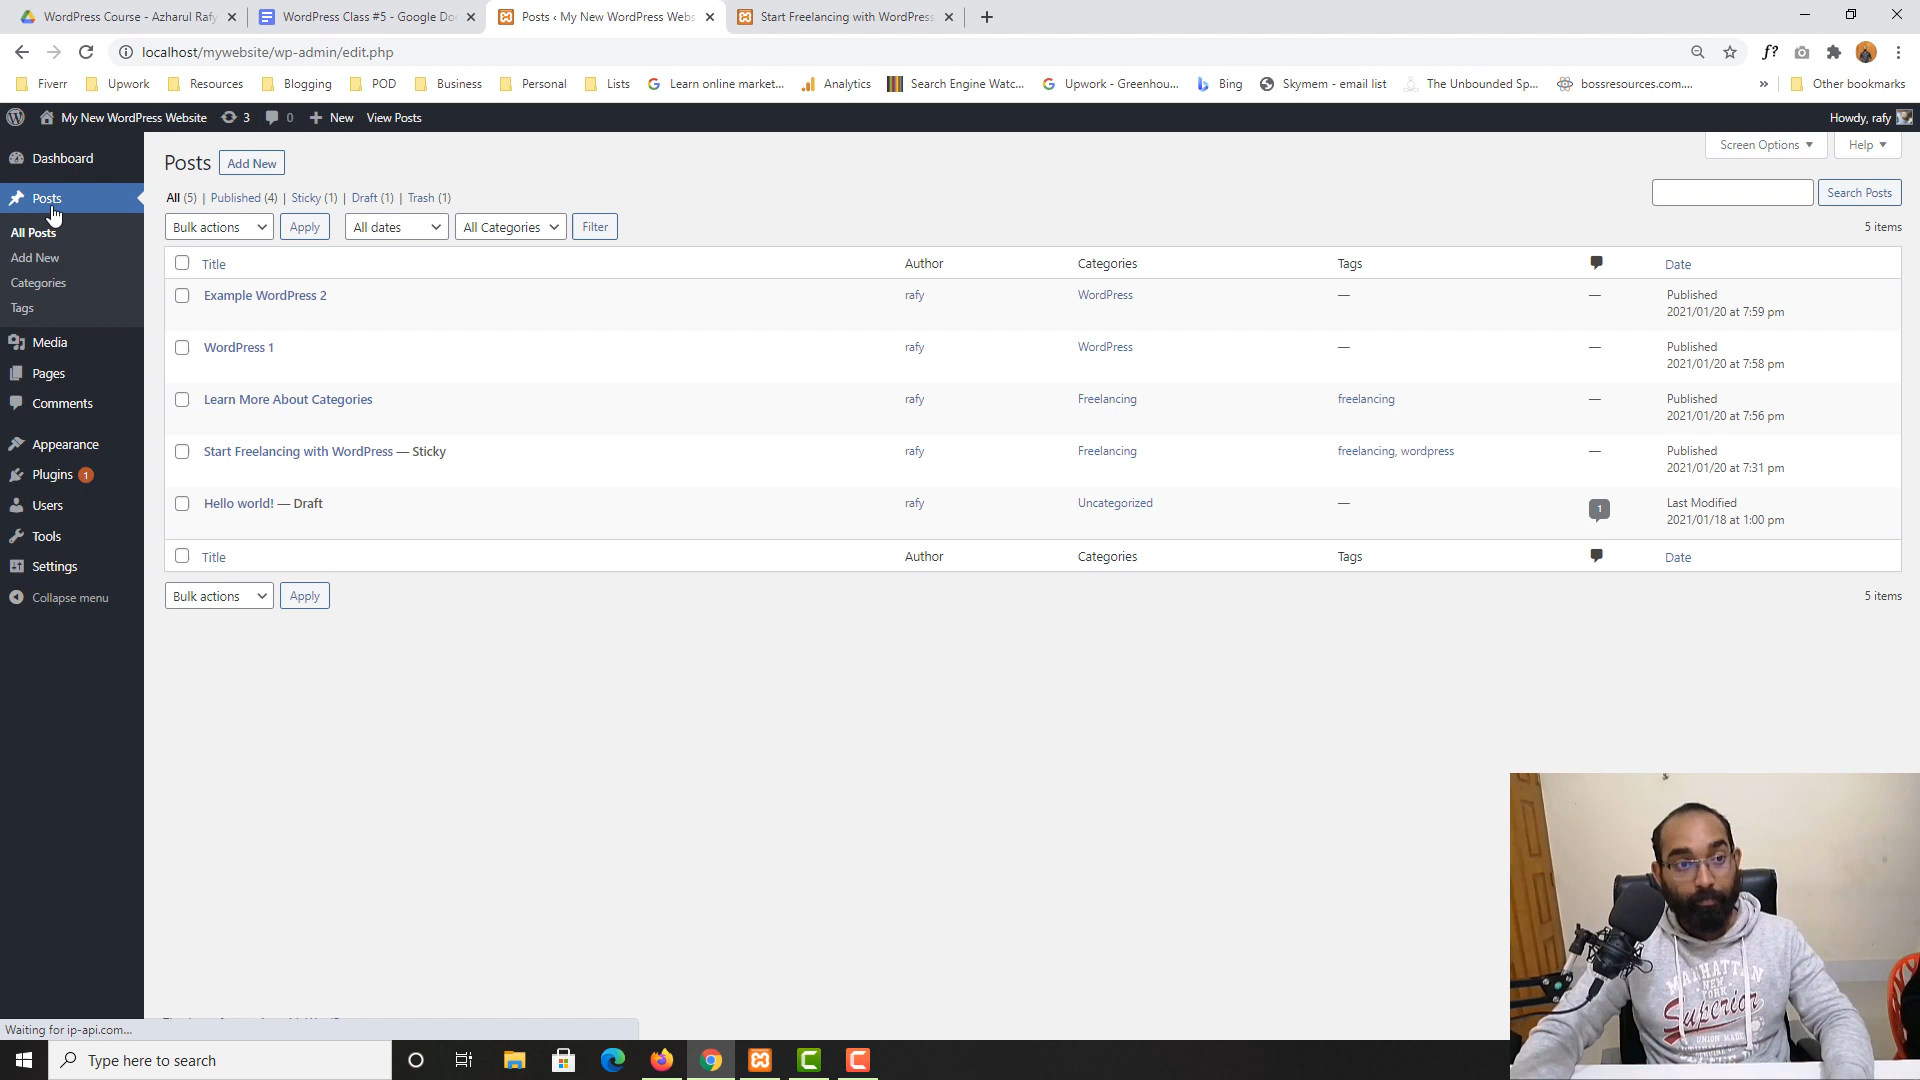 WordPress Course - Azharul Rafy
WordPress Class #5 - Google Doc
Posts ‹ My New WordPress Webs
Start Freelancing with WordPress
localhost/mywebsite/wp-admin/edit.php
Fiverr Upwork Resources Blogging POD Business Personal Lists Learn online market... Analytics Search Engine Watc... Upwork - Greenhou... Bing Skymem - email list The Unbounded Sp... bossresources.com.... » Other bookmarks
My New WordPress Website 3 0 New View Posts Howdy, rafy
Dashboard
Posts
All Posts
Add New
Categories
Tags
Media
Pages
Comments
Appearance
Plugins 1
Users
Tools
Settings
Collapse menu
Posts Add New
Screen Options Help
All (5) | Published (4) | Sticky (1) | Draft (1) | Trash (1)
Search Posts
Bulk actions Apply All dates All Categories Filter
5 items
Title Author Categories Tags Date
Example WordPress 2 rafy WordPress — — Published
2021/01/20 at 7:59 pm
WordPress 1 rafy WordPress — — Published
2021/01/20 at 7:58 pm
Learn More About Categories rafy Freelancing freelancing — Published
2021/01/20 at 7:56 pm
Start Freelancing with WordPress — Sticky rafy Freelancing freelancing, wordpress — Published
2021/01/20 at 7:31 pm
Hello world! — Draft rafy Uncategorized — 1 Last Modified
2021/01/18 at 1:00 pm
Title Author Categories Tags Date
Bulk actions Apply
5 items
MANHATTAN
NEW YORK
Superior
Waiting for ip-api.com...
Type here to search